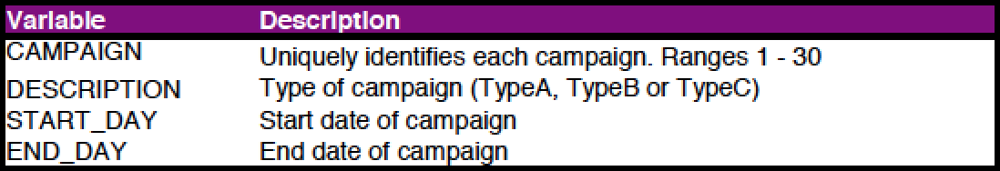 Variable Description
CAMPAIGN Uniquely identifies each campaign. Ranges 1 - 30
DESCRIPTION Type of campaign (TypeA, TypeB or TypeC)
START_DAY Start date of campaign
END_DAY End date of campaign